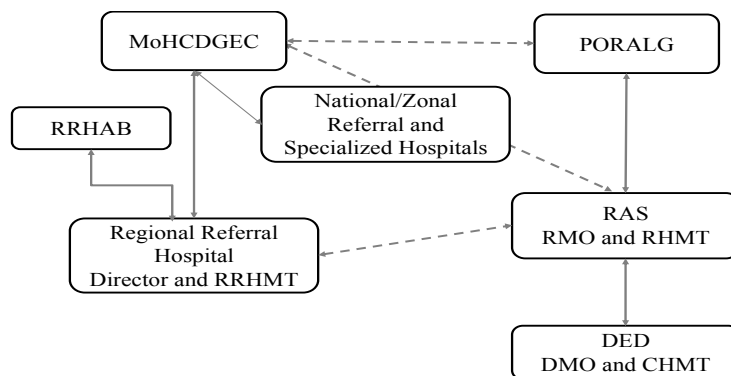 MoHCDGEC
PORALG
National/Zonal
Referral and
Specialized Hospitals
RRHAB
RAS
RMO and RHMT
Regional Referral
Hospital
Director and RRHMT
DED
DMO and CHMT